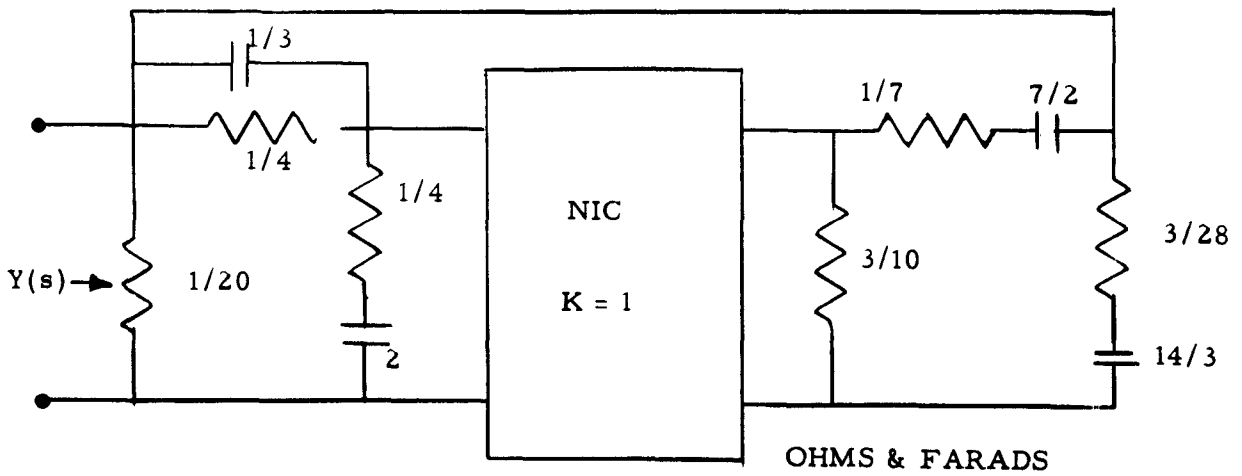 1/3
1/7
7/2
1/4
1/4
NIC
3/28
Y(s)
1/20
3/10
K = 1
2
14/3
OHMS & FARADS